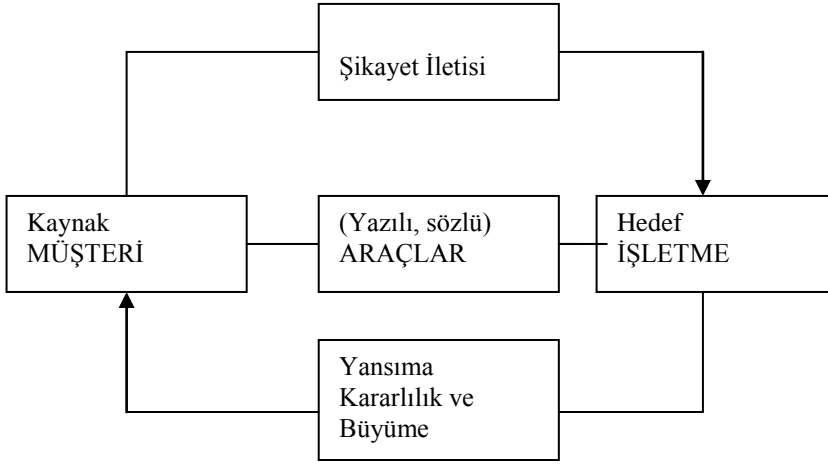 Şikayet İletisi
Kaynak
MÜŞTERİ
(Yazılı, sözlü)
ARAÇLAR
Hedef
İŞLETME
Yansıma
Kararlılık ve
Büyüme